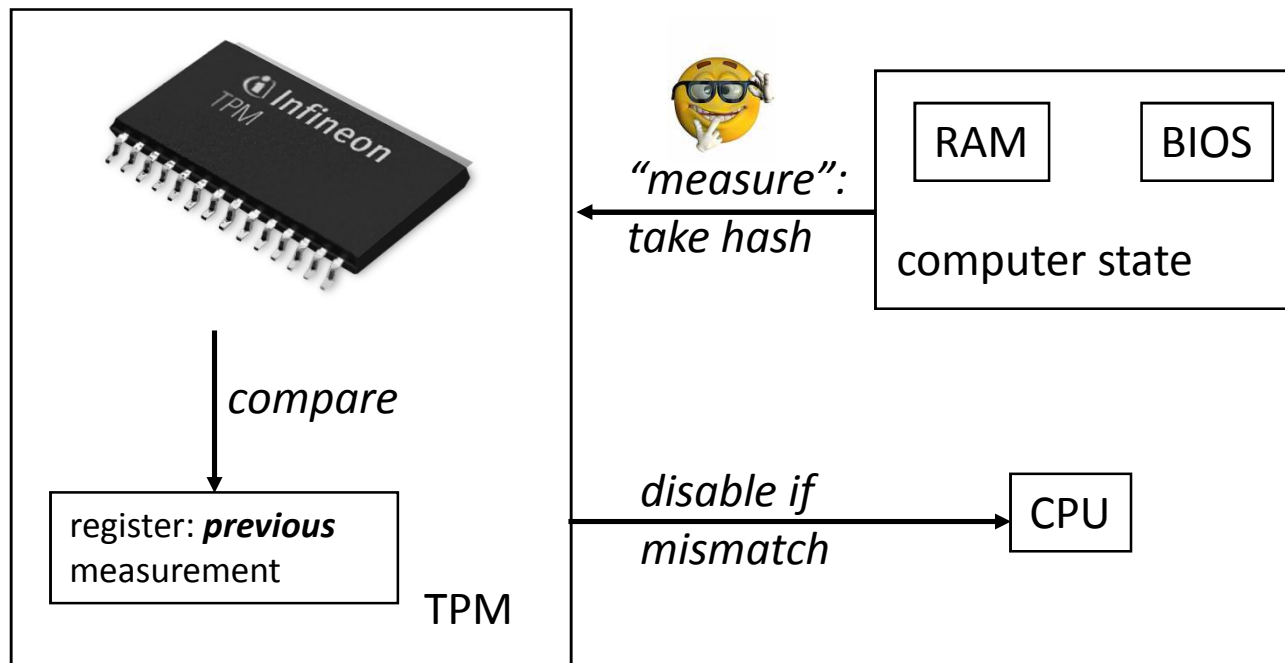 Infineon
TPM
“measure”:
take hash
RAM
BIOS
computer state
compare
register: previous
measurement
TPM
disable if
mismatch
CPU